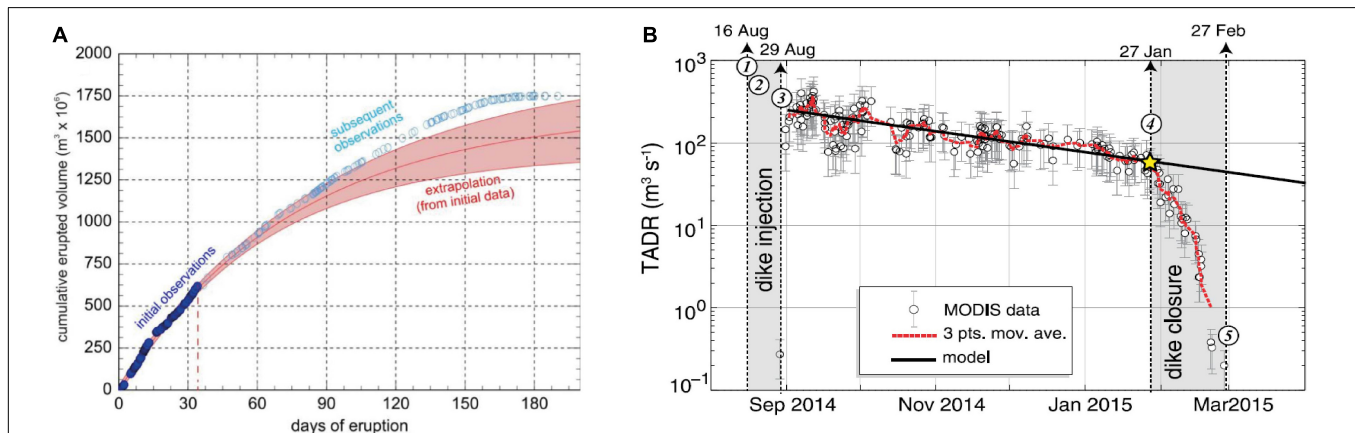 A
cumulative erupted volume (m³ x 10⁶)
2000
1750
1500
1250
1000
750
500
250
0
0
30
60
90
120
150
180
days of eruption
initial observations
subsequent
observations
extrapolation
(from initial data)
B
16 Aug
29 Aug
27 Jan
27 Feb
1
2
3
4
5
TADR (m³ s⁻¹)
10³
10²
10¹
10⁰
10⁻¹
dike injection
dike closure
MODIS data
3 pts. mov. ave.
model
Sep 2014
Nov 2014
Jan 2015
Mar2015